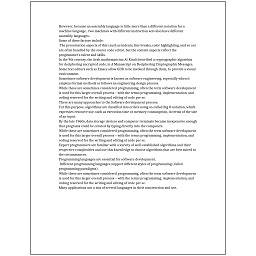 However, because an assembly language is little more than a different notation for a
machine language, two machines with different instruction sets also have different
assembly languages.
Some of these factors include:
The presentation aspects of this (such as indents, line breaks, color highlighting, and so on)
are often handled by the source code editor, but the content aspects reflect the
programmer's talent and skills.
In the 9th century, the Arab mathematician Al-Kindi described a cryptographic algorithm
for deciphering encrypted code, in A Manuscript on Deciphering Cryptographic Messages.
Some text editors such as Emacs allow GDB to be invoked through them, to provide a visual
environment.
Sometimes software development is known as software engineering, especially when it
employs formal methods or follows an engineering design process.
While these are sometimes considered programming, often the term software development
is used for this larger overall process – with the terms programming, implementation, and
coding reserved for the writing and editing of code per se.
There are many approaches to the Software development process.
For this purpose, algorithms are classified into orders using so-called Big O notation, which
expresses resource use, such as execution time or memory consumption, in terms of the size
of an input.
By the late 1960s, data storage devices and computer terminals became inexpensive enough
that programs could be created by typing directly into the computers.
While these are sometimes considered programming, often the term software development
is used for this larger overall process – with the terms programming, implementation, and
coding reserved for the writing and editing of code per se.
Expert programmers are familiar with a variety of well-established algorithms and their
respective complexities and use this knowledge to choose algorithms that are best suited to
the circumstances.
Programming languages are essential for software development.
Different programming languages support different styles of programming (called
programming paradigms).
While these are sometimes considered programming, often the term software development
is used for this larger overall process – with the terms programming, implementation, and
coding reserved for the writing and editing of code per se.
Many applications use a mix of several languages in their construction and use.